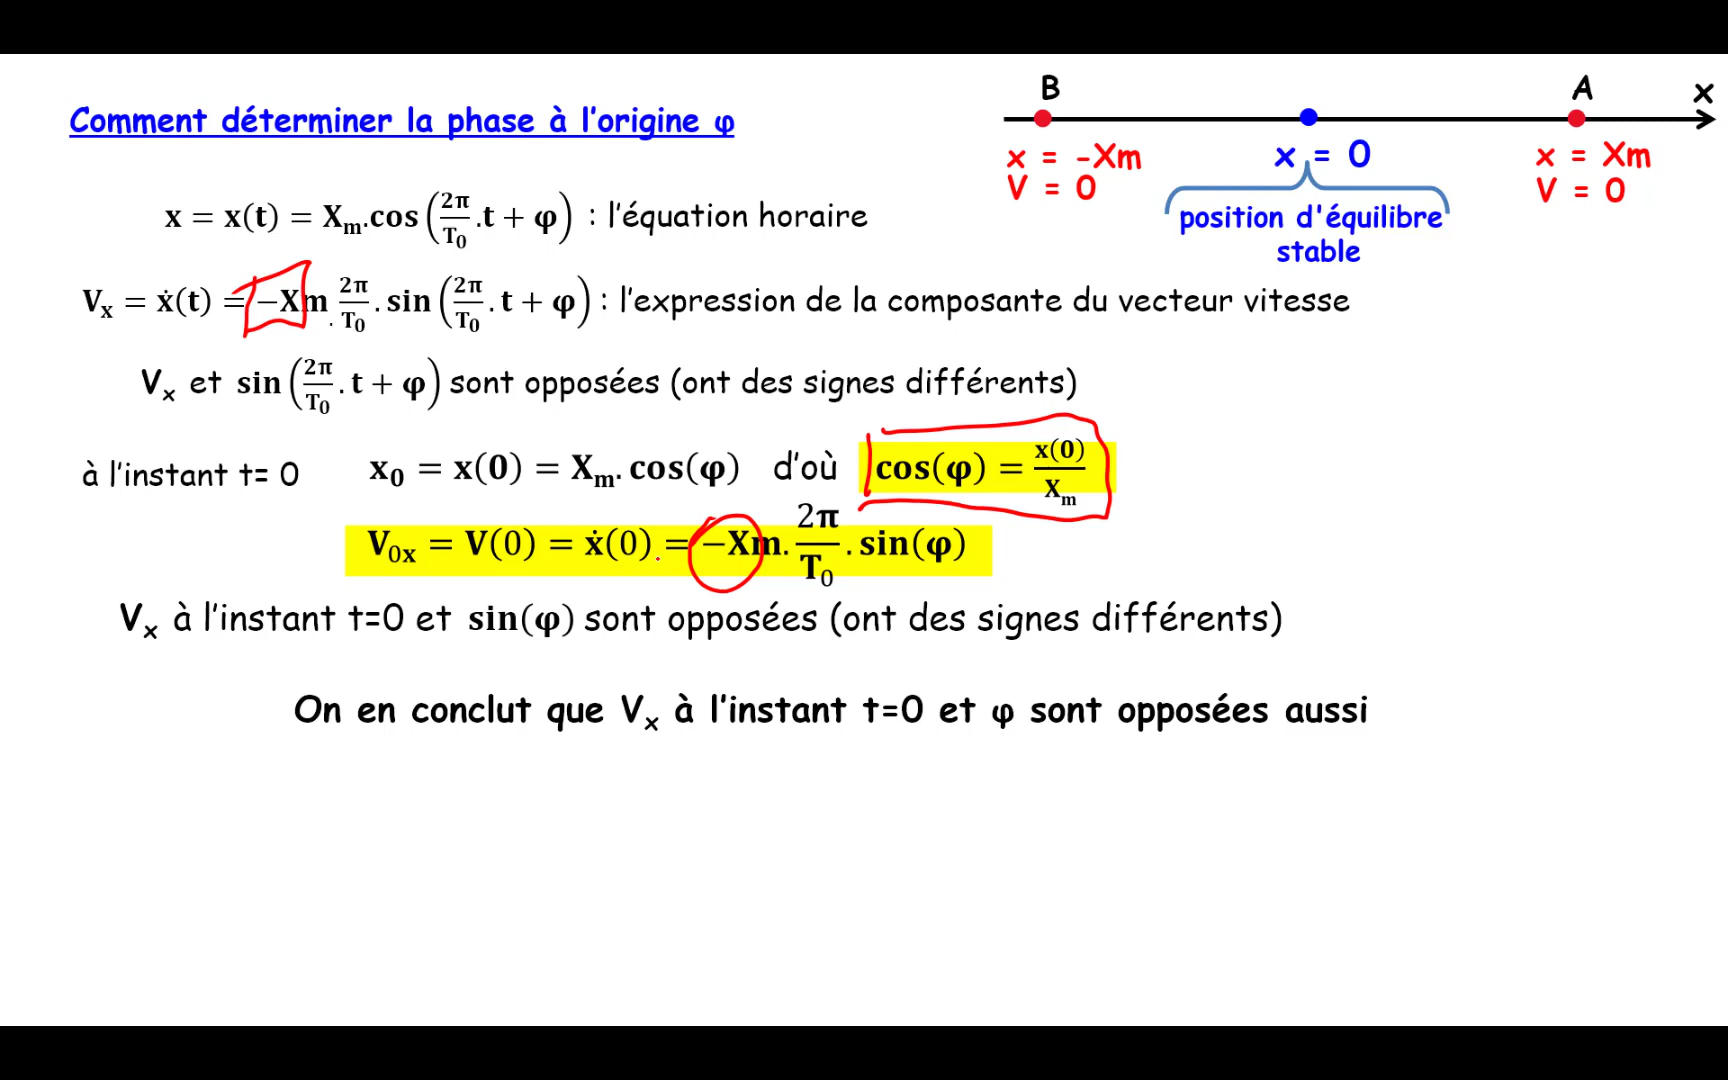 Comment déterminer la phase à l'origine φ
B
A
x
x = -Xm
V = 0
x = 0
x = Xm
V = 0
position d'équilibre
stable
x = x(t) = Xₘ.cos(2π/T₀ .t + φ) : l'équation horaire
Vₓ = ẋ(t) = −Xm . 2π/T₀ . sin(2π/T₀ . t + φ) : l'expression de la composante du vecteur vitesse
Vₓ et sin(2π/T₀ . t + φ) sont opposées (ont des signes différents)
à l'instant t= 0 x₀ = x(0) = Xₘ. cos(φ) d'où cos(φ) = x(0)/Xₘ
V₀ₓ = V(0) = ẋ(0) = −Xm. 2π/T₀ . sin(φ)
Vₓ à l'instant t=0 et sin(φ) sont opposées (ont des signes différents)
On en conclut que Vₓ à l'instant t=0 et φ sont opposées aussi